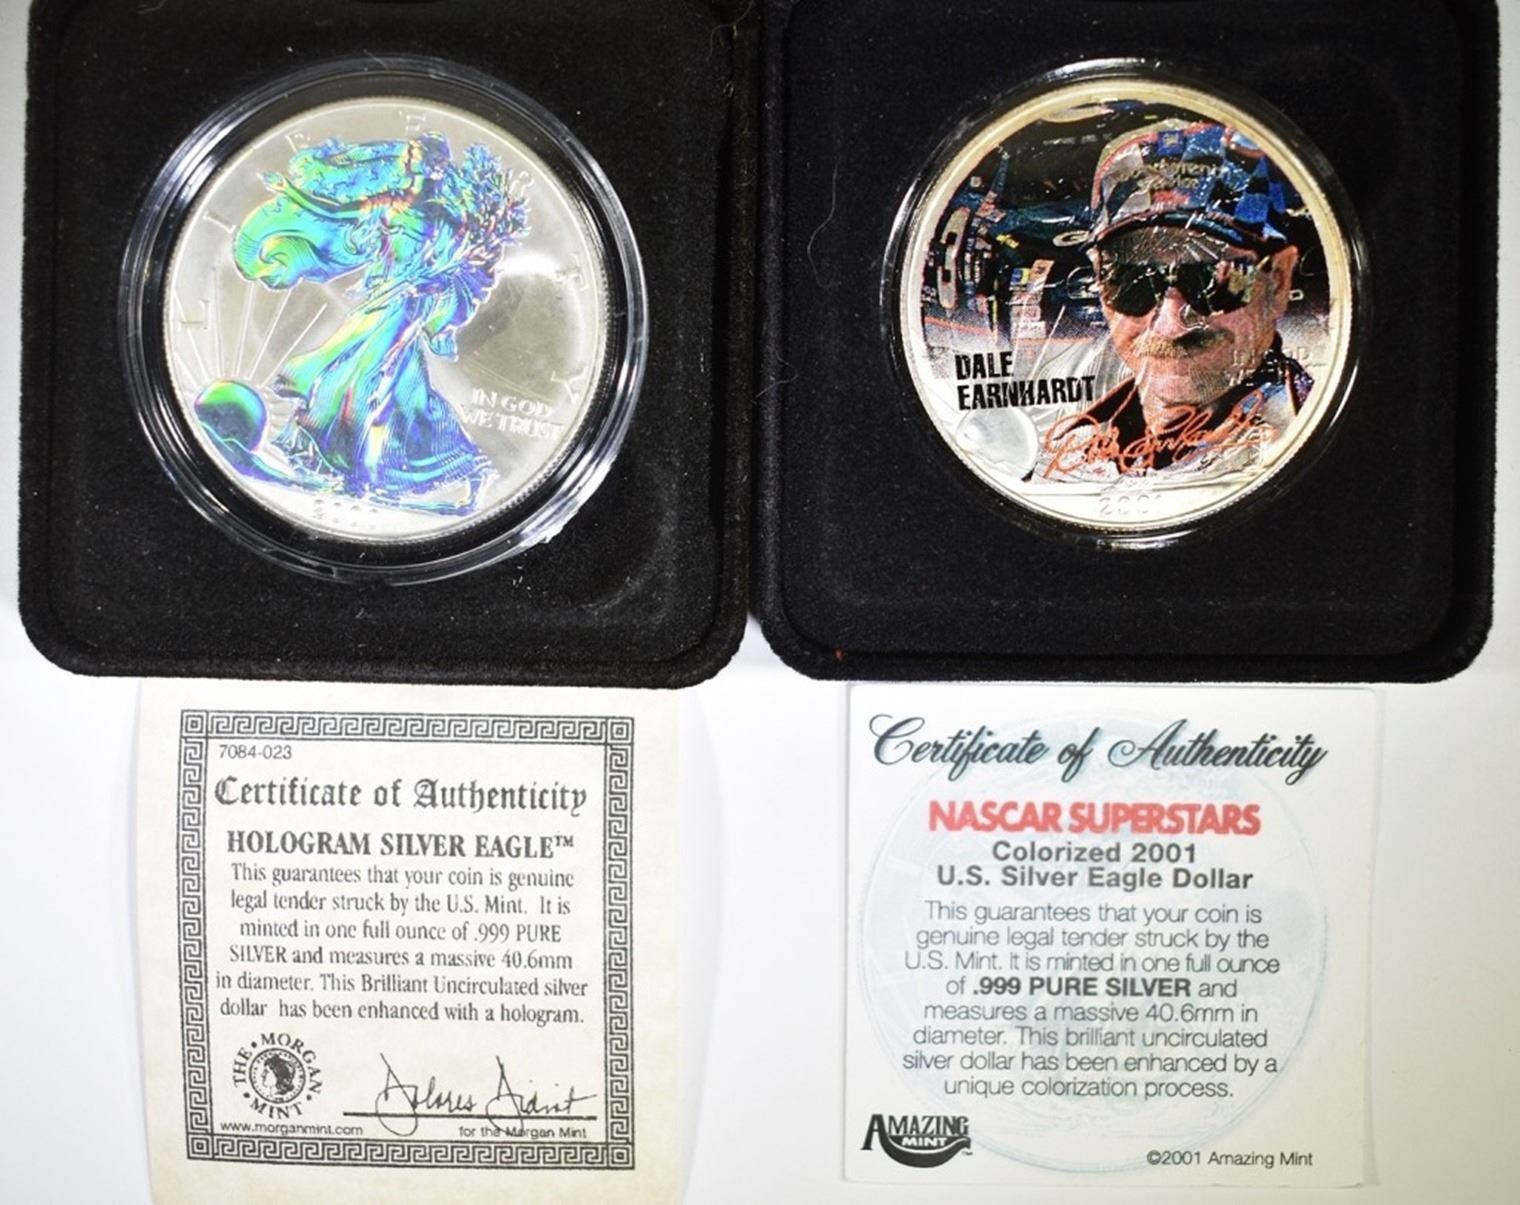 LIBERTY
IN GOD
WE TRUST
3
DALE
EARNHARDT
IN GOD
2001
7084-023
Certificate of Authenticity
HOLOGRAM SILVER EAGLE™
This guarantees that your coin is genuine
legal tender struck by the U.S. Mint. It is
minted in one full ounce of .999 PURE
SILVER and measures a massive 40.6mm
in diameter. This Brilliant Uncirculated silver
dollar has been enhanced with a hologram.
THE • MORGAN • MINT •
www.morganmint.com
for the Morgan Mint
Certificate of Authenticity
NASCAR SUPERSTARS
Colorized 2001
U.S. Silver Eagle Dollar
This guarantees that your coin is
genuine legal tender struck by the
U.S. Mint. It is minted in one full ounce
of .999 PURE SILVER and
measures a massive 40.6mm in
diameter. This brilliant uncirculated
silver dollar has been enhanced by a
unique colorization process.
AMAZING
MINT™
©2001 Amazing Mint